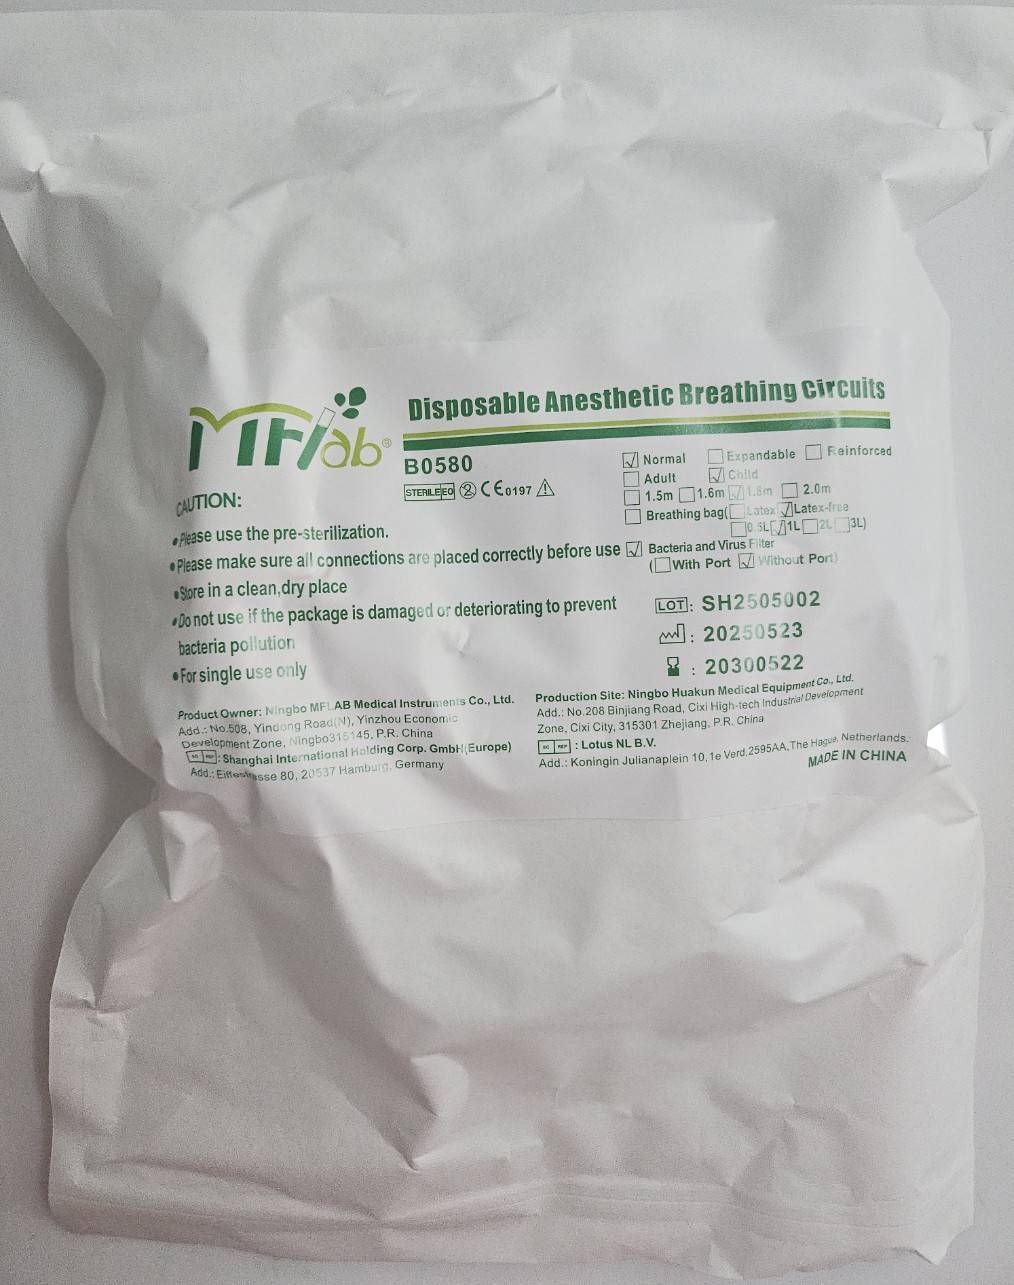 MFlab®
Disposable Anesthetic Breathing Circuits
B0580
STERILE EO 2 CE0197
☑ Normal ☐ Expandable ☐ Reinforced
☐ Adult ☑ Child
☐ 1.5m ☐ 1.6m ☑ 1.8m ☐ 2.0m
☐ Breathing bag(☐ Latex ☑ Latex-free
☐ 0.5L ☑ 1L ☐ 2L ☐ 3L)
☑ Bacteria and Virus Filter
(☐ With Port ☑ Without Port)
CAUTION:
•Please use the pre-sterilization.
•Please make sure all connections are placed correctly before use
•Store in a clean,dry place
•Do not use if the package is damaged or deteriorating to prevent
bacteria pollution
•For single use only
LOT: SH2505002
: 20250523
: 20300522
Product Owner: Ningbo MFLAB Medical Instruments Co., Ltd.
Add.: No.508, Yindong Road(N), Yinzhou Economic
Development Zone, Ningbo315145, P.R. China
EC REP: Shanghai International Holding Corp. GmbH(Europe)
Add.: Eiffestrasse 80, 20537 Hamburg, Germany
Production Site: Ningbo Huakun Medical Equipment Co., Ltd.
Add.: No.208 Binjiang Road, Cixi High-tech Industrial Development
Zone, Cixi City, 315301 Zhejiang, P.R. China
EC REP : Lotus NL B.V.
Add.: Koningin Julianaplein 10,1e Verd,2595AA,The Hague, Netherlands.
MADE IN CHINA